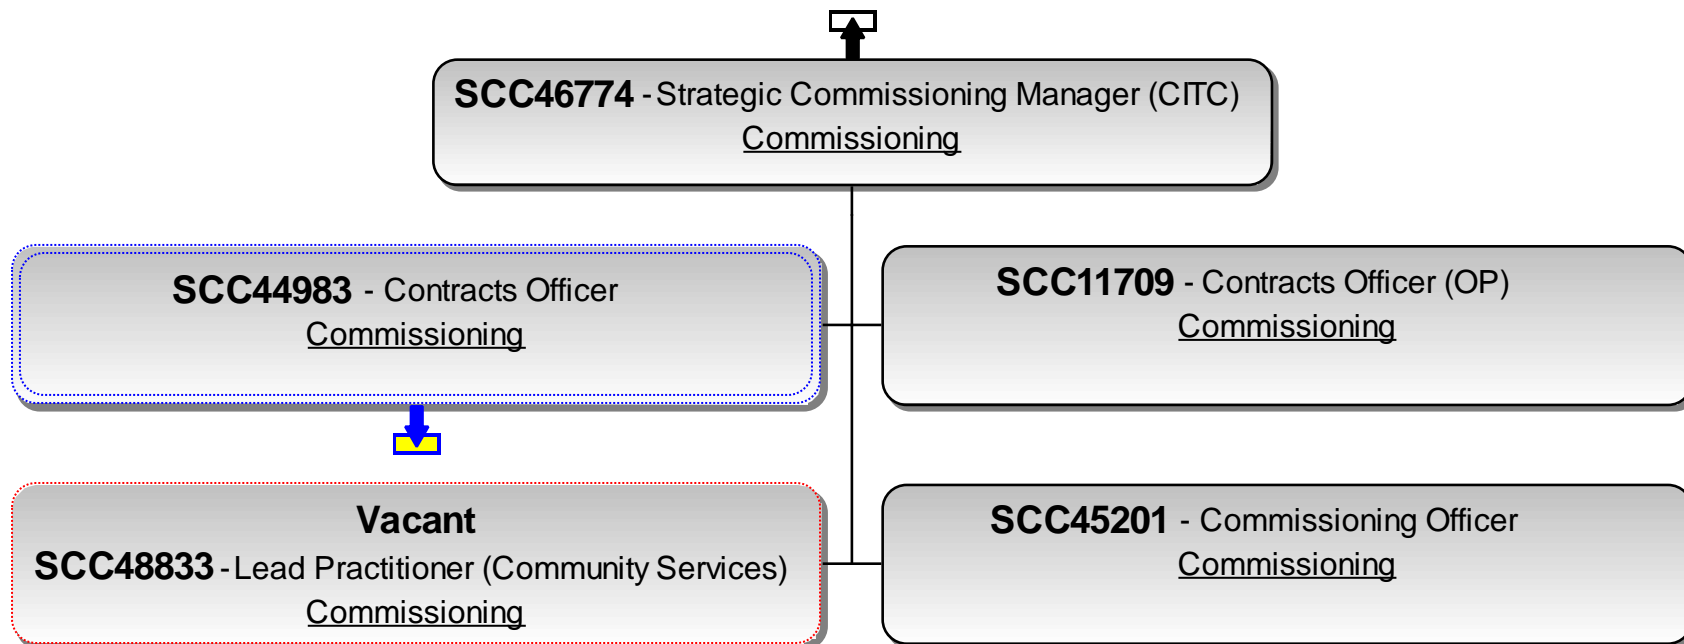 SCC46774 - Strategic Commissioning Manager (CITC)
Commissioning
SCC44983 - Contracts Officer
Commissioning
SCC11709 - Contracts Officer (OP)
Commissioning
Vacant
SCC48833 - Lead Practitioner (Community Services)
Commissioning
SCC45201 - Commissioning Officer
Commissioning